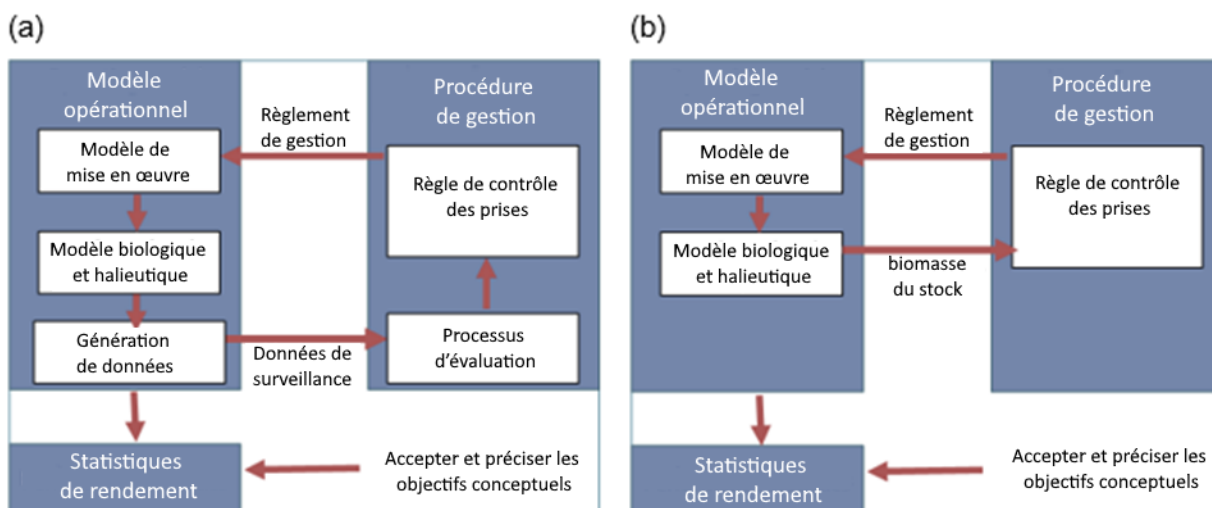 (a)
Modèle
opérationnel
Modèle de
mise en œuvre
Modèle biologique
et halieutique
Génération
de données
Règlement
de gestion
Données de
surveillance
Procédure
de gestion
Règle de contrôle
des prises
Processus
d'évaluation
Statistiques
de rendement
Accepter et préciser les
objectifs conceptuels
(b)
Modèle
opérationnel
Modèle de
mise en œuvre
Modèle biologique
et halieutique
Règlement
de gestion
biomasse
du stock
Procédure
de gestion
Règle de contrôle
des prises
Statistiques
de rendement
Accepter et préciser les
objectifs conceptuels